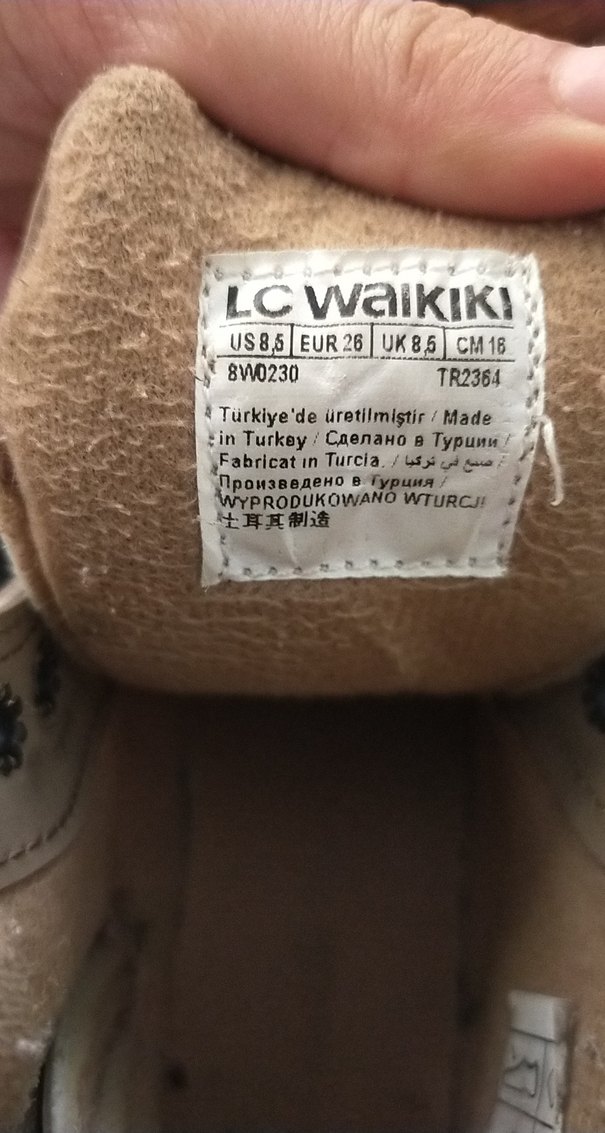 LC WaiKiKi
US 8,5 EUR 26 UK 8,5 CM 16
8W0230 TR2364
Türkiye'de üretilmiştir / Made
in Turkey / Сделано в Турции /
Fabricat in Turcia. / صنع في تركيا /
Произведено в Турция /
WYPRODUKOWANO WTURCJI
土耳其制造